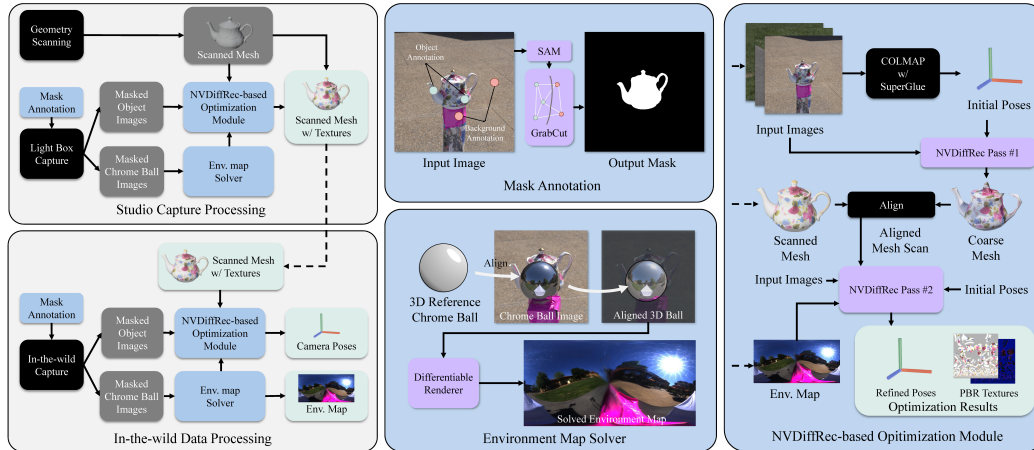 Geometry
Scanning
Scanned Mesh
Mask
Annotation
Masked
Object
Images
NVDiffRec-based
Optimization
Module
Scanned Mesh
w/ Textures
Light Box
Capture
Masked
Chrome Ball
Images
Env. map
Solver
Studio Capture Processing
Scanned Mesh
w/ Textures
Mask
Annotation
Masked
Object
Images
NVDiffRec-based
Optimization
Module
Camera Poses
In-the-wild
Capture
Masked
Chrome Ball
Images
Env. map
Solver
Env. Map
In-the-wild Data Processing
Object
Annotation
Background
Annotation
Input Image
SAM
GrabCut
Output Mask
Mask Annotation
Align
3D Reference
Chrome Ball
Chrome Ball Image
Aligned 3D Ball
Differentiable
Renderer
Solved Environment Map
Environment Map Solver
COLMAP
w/
SuperGlue
Input Images
Initial Poses
NVDiffRec Pass #1
Align
Scanned
Mesh
Aligned
Mesh Scan
Coarse
Mesh
Input Images
NVDiffRec Pass #2
Initial Poses
Env. Map
Refined Poses
PBR Textures
Optimization Results
NVDiffRec-based Opitimization Module